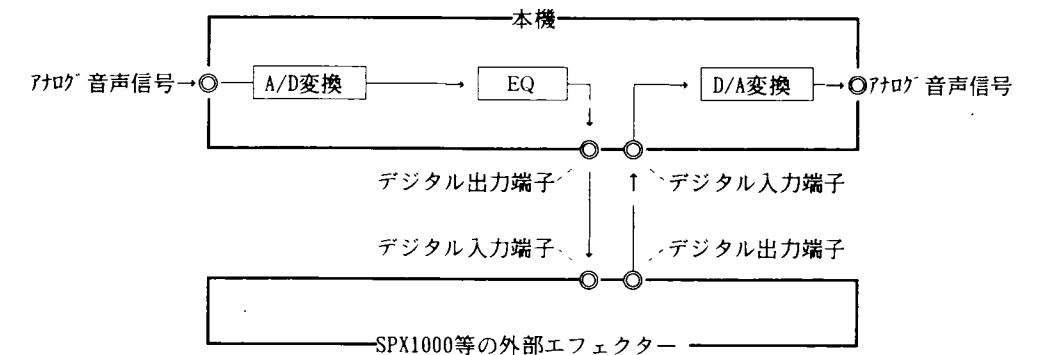 本機
ｱﾅﾛｸﾞ音声信号→
A/D変換
EQ
D/A変換
ｱﾅﾛｸﾞ音声信号
デジタル出力端子
デジタル入力端子
デジタル入力端子
デジタル出力端子
SPX1000等の外部エフェクター